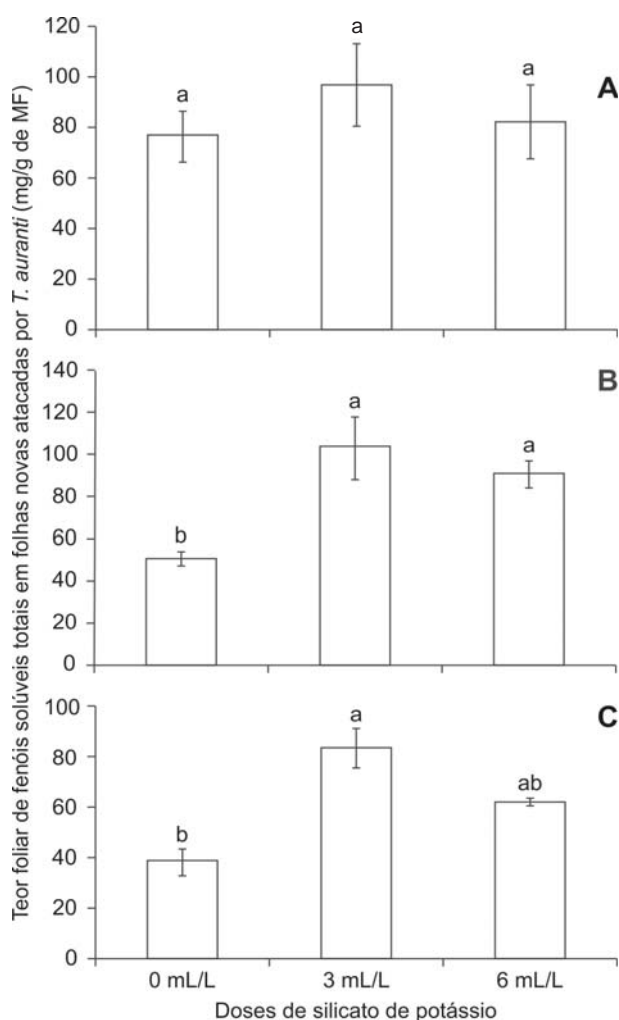 Teor foliar de fenóis solúveis totais em folhas novas atacadas por T. auranti (mg/g de MF)
120
100
80
60
40
20
0
a
a
a
A
140
120
100
80
60
40
20
0
b
a
a
B
100
80
60
40
20
0
b
a
ab
C
0 mL/L
3 mL/L
6 mL/L
Doses de silicato de potássio